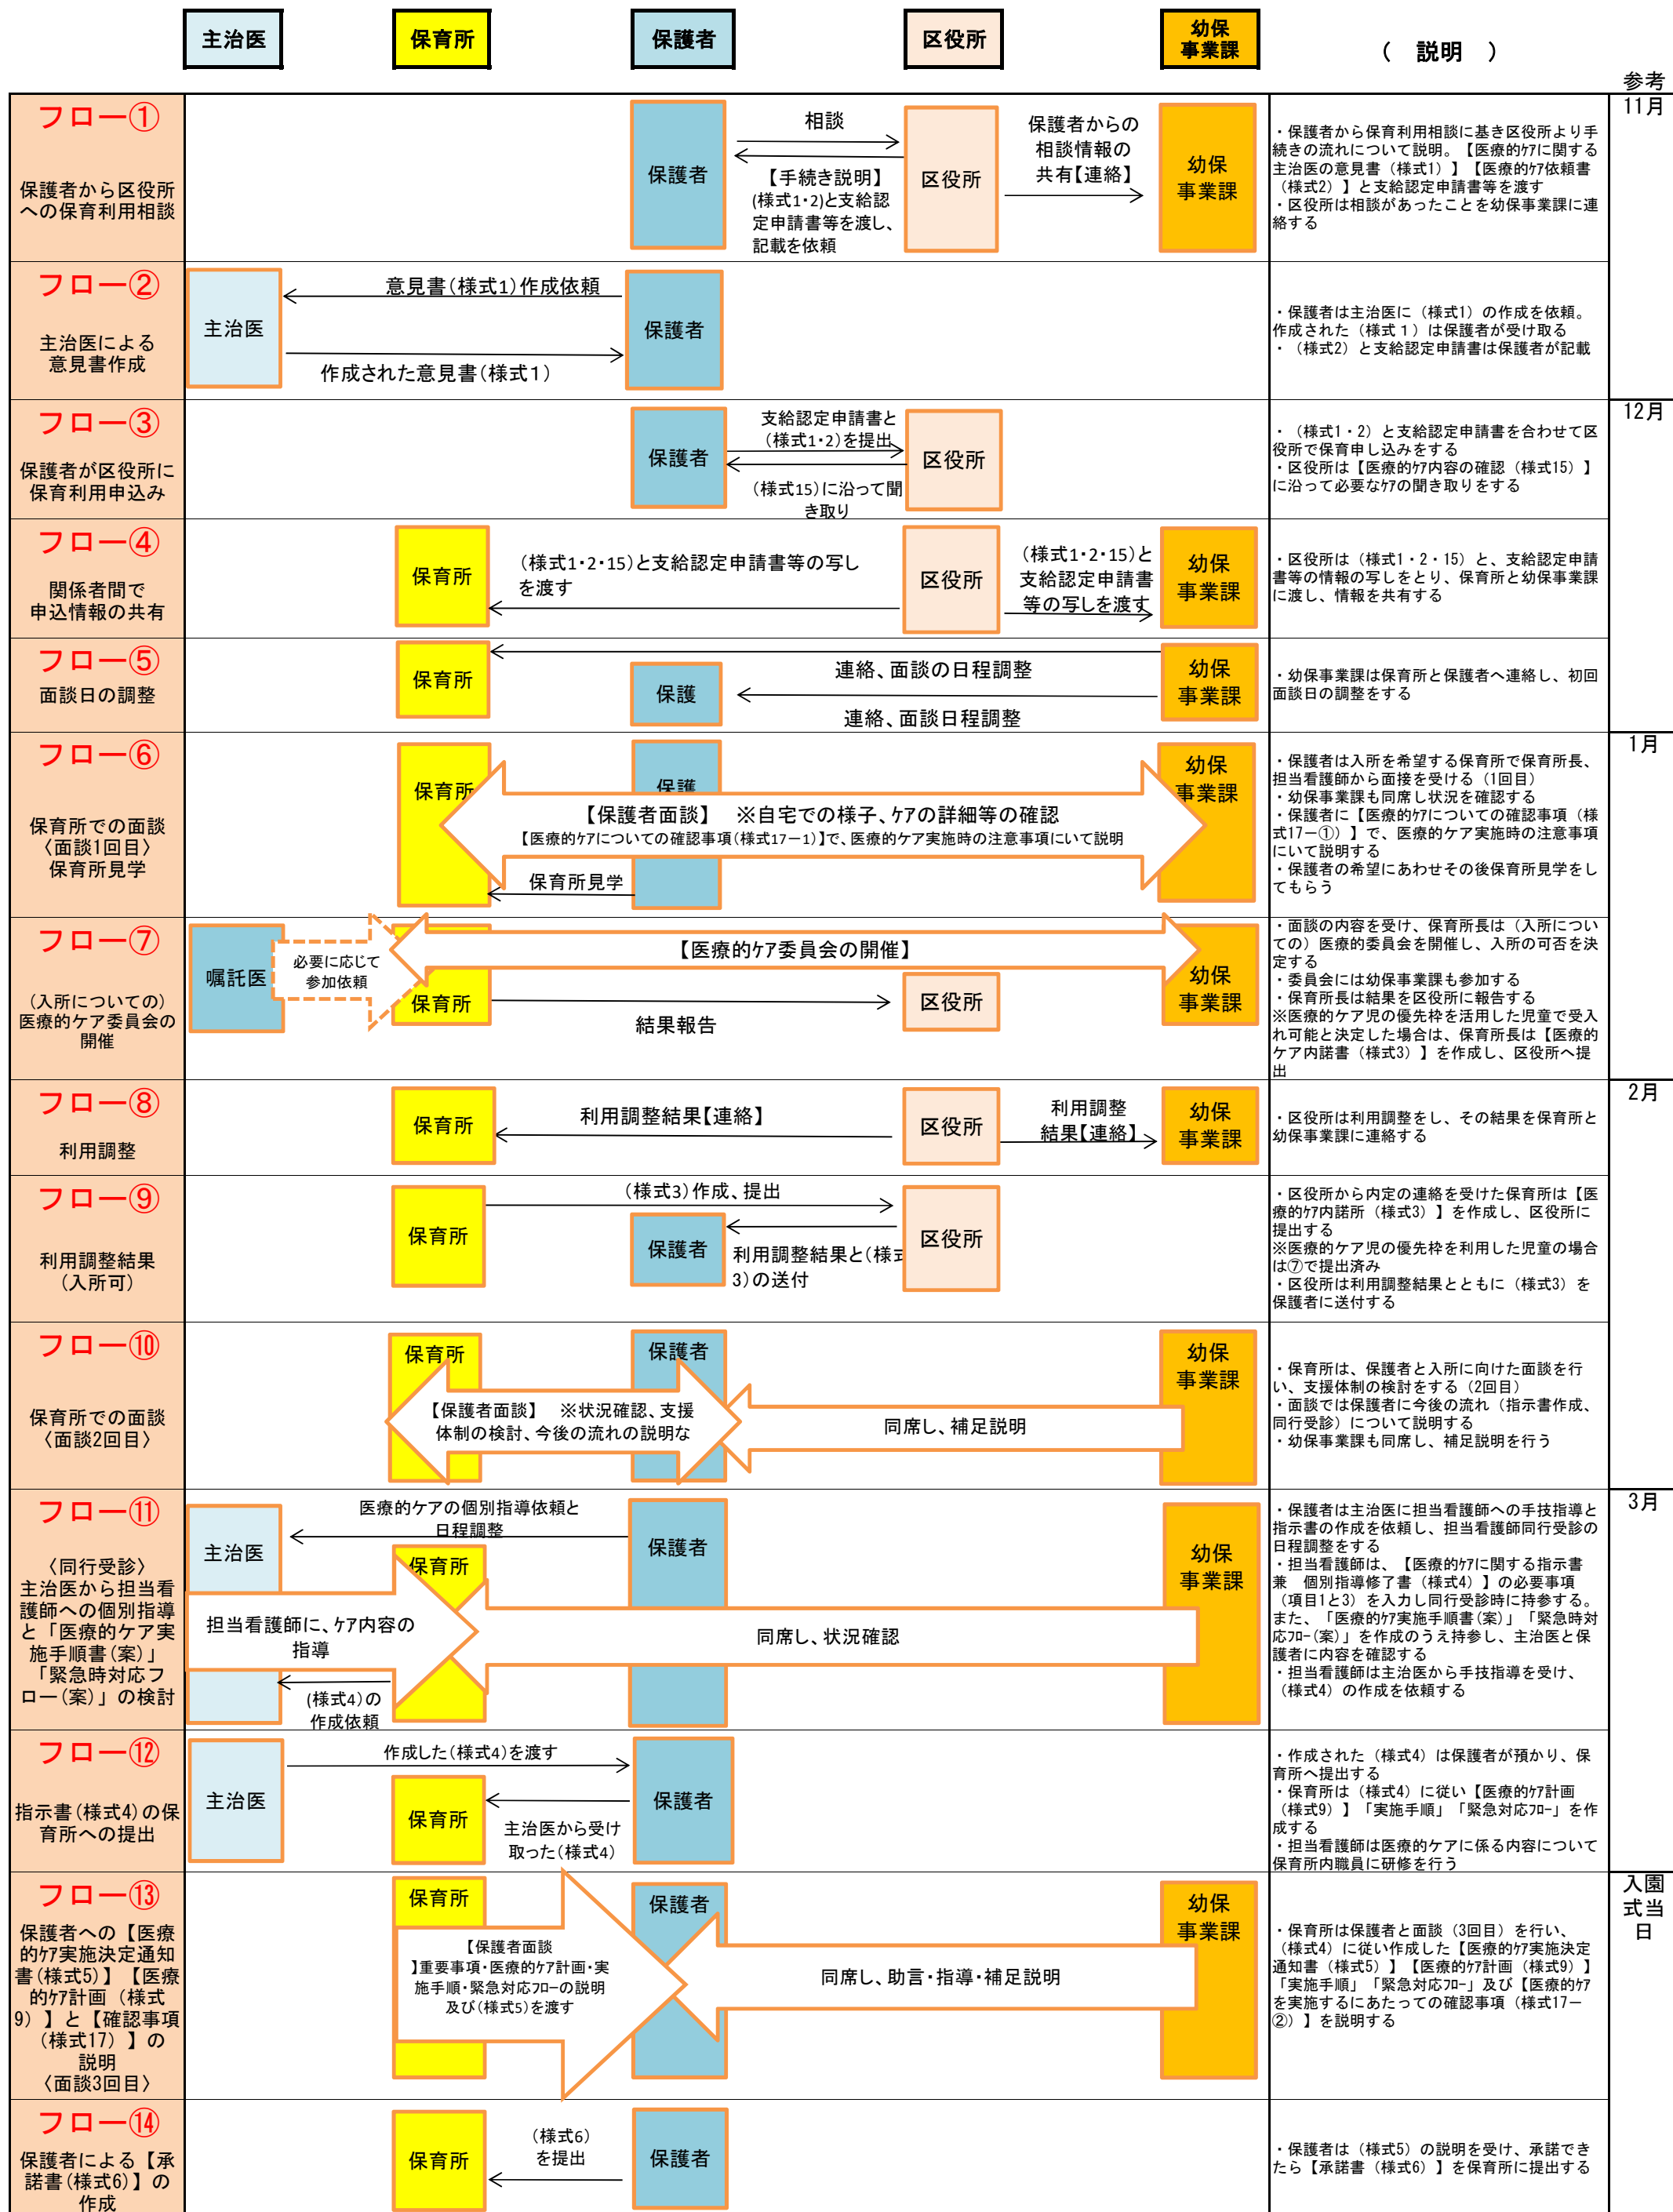 主治医
保育所
保護者
区役所
幼保
事業課
（　説明　）
参考
フロー①
保護者から区役所
への保育利用相談
保護者
相談
【手続き説明】
(様式1・2)と支給認
定申請書等を渡し、
記載を依頼
区役所
保護者からの
相談情報の
共有【連絡】
幼保
事業課
・保護者から保育利用相談に基き区役所より手
続きの流れについて説明。【医療的ｹｱに関する
主治医の意見書（様式1）】【医療的ｹｱ依頼書
（様式2）】と支給認定申請書等を渡す
・区役所は相談があったことを幼保事業課に連
絡する
11月
フロー②
主治医による
意見書作成
主治医
意見書(様式1)作成依頼
作成された意見書(様式１)
保護者
・保護者は主治医に（様式1）の作成を依頼。
作成された（様式１）は保護者が受け取る
・（様式2）と支給認定申請書は保護者が記載
フロー③
保護者が区役所に
保育利用申込み
保護者
支給認定申請書と
(様式1・2)を提出
(様式15)に沿って聞
き取り
区役所
・（様式1・2）と支給認定申請書を合わせて区
役所で保育申し込みをする
・区役所は【医療的ｹｱ内容の確認（様式15）】
に沿って必要なｹｱの聞き取りをする
12月
フロー④
関係者間で
申込情報の共有
保育所
(様式1・2・15)と支給認定申請書等の写し
を渡す
区役所
(様式1・2・15)と
支給認定申請書
等の写しを渡す
幼保
事業課
・区役所は（様式1・2・15）と、支給認定申請
書等の情報の写しをとり、保育所と幼保事業課
に渡し、情報を共有する
フロー⑤
面談日の調整
保育所
保護
連絡、面談の日程調整
連絡、面談日程調整
幼保
事業課
・幼保事業課は保育所と保護者へ連絡し、初回
面談日の調整をする
フロー⑥
保育所での面談
〈面談1回目〉
保育所見学
保育所
保護
幼保
事業課
【保護者面談】　※自宅での様子、ｹｱの詳細等の確認
【医療的ｹｱについての確認事項(様式17－1)】で、医療的ケア実施時の注意事項にいて説明
保育所見学
・保護者は入所を希望する保育所で保育所長、
担当看護師から面接を受ける（1回目）
・幼保事業課も同席し状況を確認する
・保護者に【医療的ｹｱについての確認事項（様
式17－①）】で、医療的ケア実施時の注意事項
にいて説明する
・保護者の希望にあわせその後保育所見学をし
てもらう
1月
フロー⑦
（入所についての）
医療的ケア委員会の
開催
嘱託医
必要に応じて
参加依頼
保育所
【医療的ｹｱ委員会の開催】
結果報告
区役所
幼保
事業課
・面談の内容を受け、保育所長は（入所につい
ての）医療的委員会を開催し、入所の可否を決
定する
・委員会には幼保事業課も参加する
・保育所長は結果を区役所に報告する
※医療的ケア児の優先枠を活用した児童で受入
れ可能と決定した場合は、保育所長は【医療的
ケア内諾書（様式3）】を作成し、区役所へ提
出
フロー⑧
利用調整
保育所
利用調整結果【連絡】
区役所
利用調整
結果【連絡】
幼保
事業課
・区役所は利用調整をし、その結果を保育所と
幼保事業課に連絡する
2月
フロー⑨
利用調整結果
（入所可）
保育所
(様式3)作成、提出
保護者
利用調整結果と(様式
3)の送付
区役所
・区役所から内定の連絡を受けた保育所は【医
療的ｹｱ内諾所（様式3）】を作成し、区役所に
提出する
※医療的ケア児の優先枠を利用した児童の場合
は⑦で提出済み
・区役所は利用調整結果とともに（様式3）を
保護者に送付する
フロー⑩
保育所での面談
〈面談2回目〉
保育所
保護者
幼保
事業課
【保護者面談】　※状況確認、支援
体制の検討、今後の流れの説明な
同席し、補足説明
・保育所は、保護者と入所に向けた面談を行
い、支援体制の検討をする（2回目）
・面談では保護者に今後の流れ（指示書作成、
同行受診）について説明する
・幼保事業課も同席し、補足説明を行う
フロー⑪
〈同行受診〉
主治医から担当看
護師への個別指導
と「医療的ケア実
施手順書(案)」
「緊急時対応フ
ロー(案)」の検討
主治医
医療的ケアの個別指導依頼と
日程調整
保育所
保護者
幼保
事業課
担当看護師に、ｹｱ内容の
指導
同席し、状況確認
(様式4)の
作成依頼
・保護者は主治医に担当看護師への手技指導と
指示書の作成を依頼し、担当看護師同行受診の
日程調整をする
・担当看護師は、【医療的ｹｱに関する指示書
兼　個別指導修了書（様式4）】の必要事項
（項目1と3）を入力し同行受診時に持参する。
また、「医療的ｹｱ実施手順書(案)」「緊急時対
応ﾌﾛｰ(案)」を作成のうえ持参し、主治医と保
護者に内容を確認する
・担当看護師は主治医から手技指導を受け、
（様式4）の作成を依頼する
3月
フロー⑫
指示書(様式4)の保
育所への提出
主治医
作成した(様式4)を渡す
保育所
主治医から受け
取った(様式4)
保護者
・作成された（様式4）は保護者が預かり、保
育所へ提出する
・保育所は（様式4）に従い【医療的ｹｱ計画
（様式9）】「実施手順」「緊急対応ﾌﾛｰ」を作
成する
・担当看護師は医療的ケアに係る内容について
保育所内職員に研修を行う
フロー⑬
保護者への【医療
的ｹｱ実施決定通知
書(様式5)】【医療
的ｹｱ計画（様式
9）】と【確認事項
（様式17）】の
説明
〈面談3回目〉
保育所
保護者
幼保
事業課
【保護者面談
】重要事項・医療的ケア計画・実
施手順・緊急対応ﾌﾛｰの説明
及び(様式5)を渡す
同席し、助言・指導・補足説明
・保育所は保護者と面談（3回目）を行い、
（様式4）に従い作成した【医療的ｹｱ実施決定
通知書（様式5）】【医療的ｹｱ計画（様式9）】
「実施手順」「緊急対応ﾌﾛｰ」及び【医療的ｹｱ
を実施するにあたっての確認事項（様式17－
②）】を説明する
入園
式当
日
フロー⑭
保護者による【承
諾書(様式6)】の
作成
保育所
(様式6)
を提出
保護者
・保護者は（様式5）の説明を受け、承諾でき
たら【承諾書（様式6）】を保育所に提出する